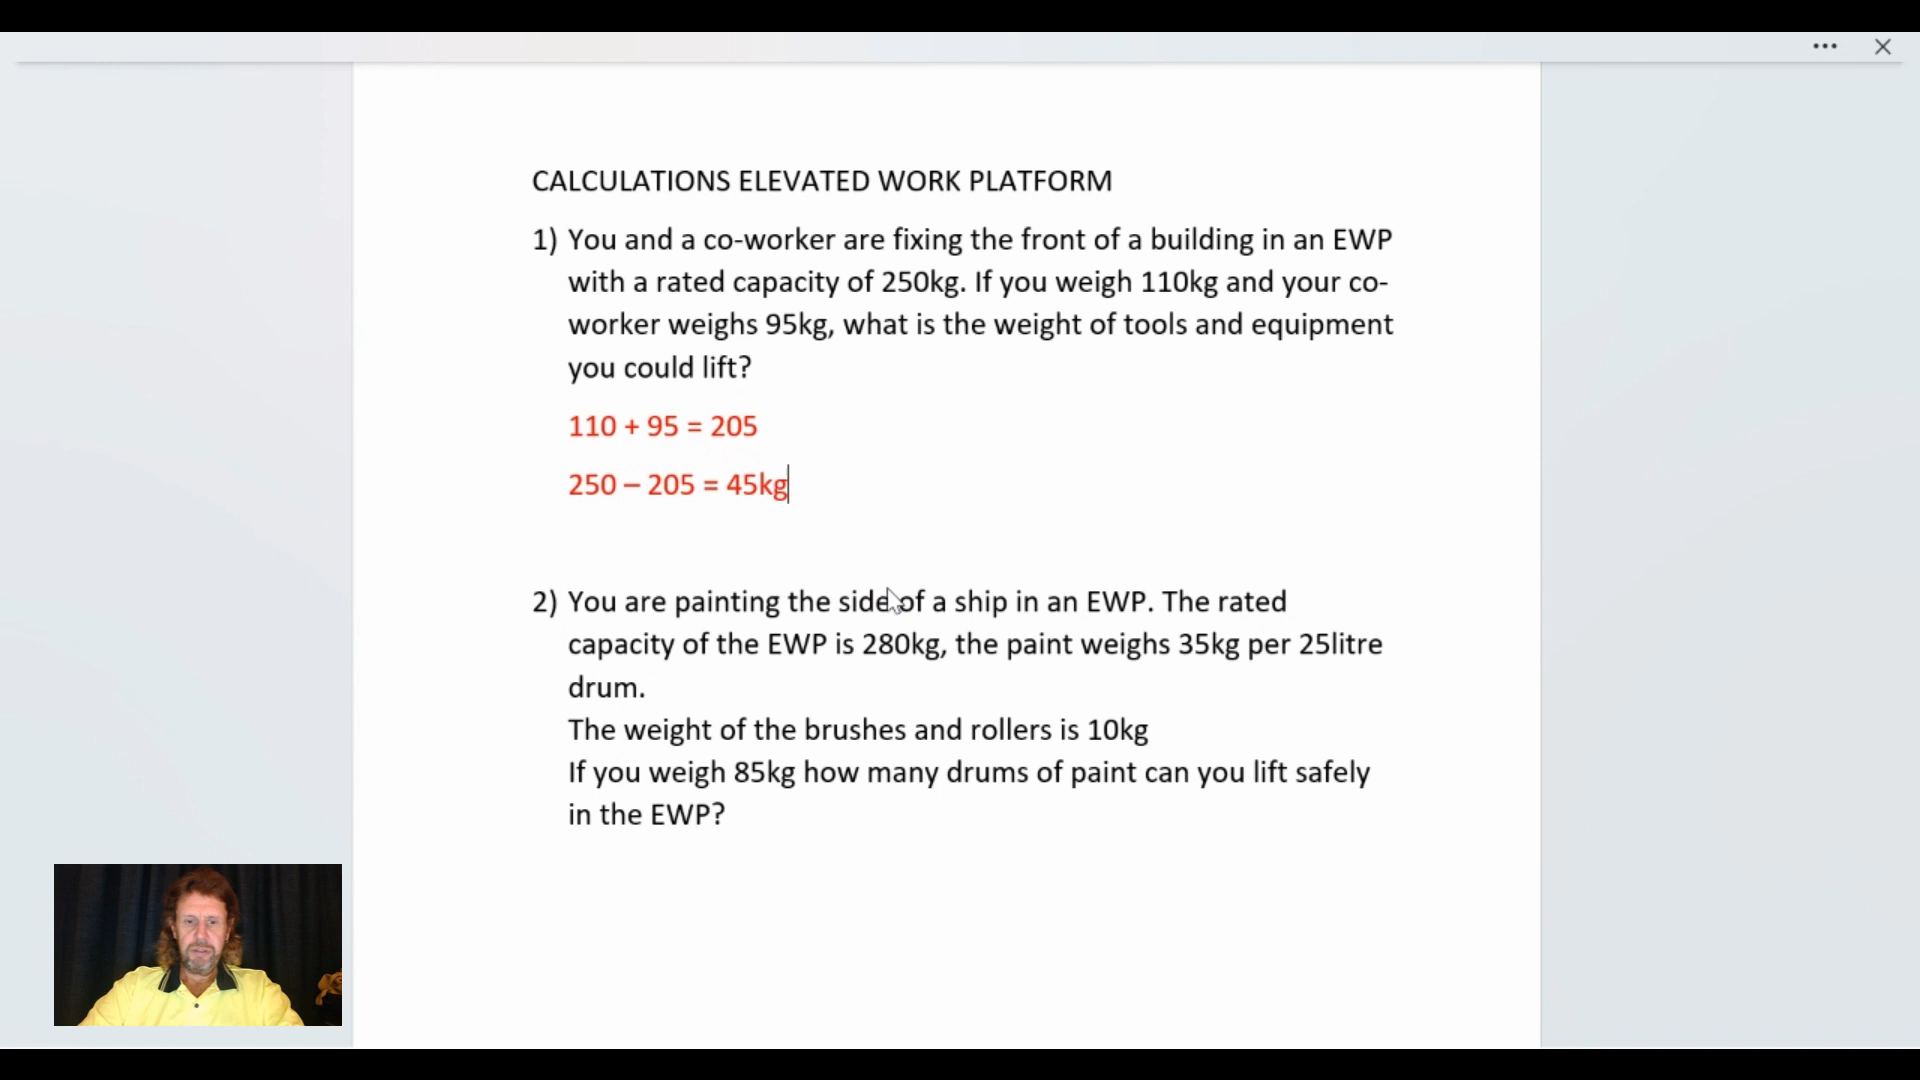 CALCULATIONS ELEVATED WORK PLATFORM
1) You and a co-worker are fixing the front of a building in an EWP
with a rated capacity of 250kg. If you weigh 110kg and your co-
worker weighs 95kg, what is the weight of tools and equipment
you could lift?
110 + 95 = 205
250 – 205 = 45kg
2) You are painting the side of a ship in an EWP. The rated
capacity of the EWP is 280kg, the paint weighs 35kg per 25litre
drum.
The weight of the brushes and rollers is 10kg
If you weigh 85kg how many drums of paint can you lift safely
in the EWP?